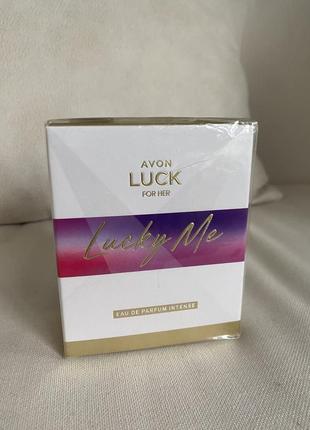 AVON
LUCK
FOR HER
Lucky Me
EAU DE PARFUM INTENSE